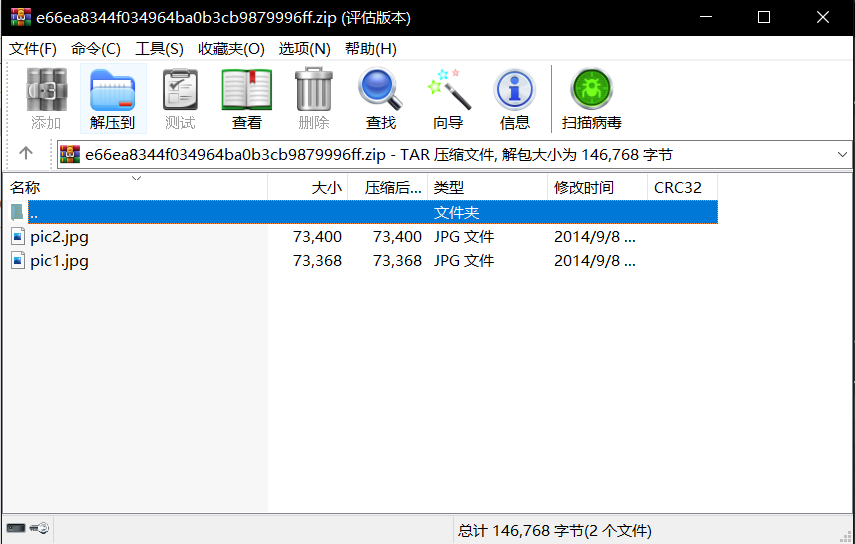 e66ea8344f034964ba0b3cb9879996ff.zip (评估版本)
文件(F) 命令(C) 工具(S) 收藏夹(O) 选项(N) 帮助(H)
添加 解压到 测试 查看 删除 查找 向导 信息 扫描病毒
e66ea8344f034964ba0b3cb9879996ff.zip - TAR 压缩文件, 解包大小为 146,768 字节
名称 大小 压缩后... 类型 修改时间 CRC32
.. 文件夹
pic2.jpg 73,400 73,400 JPG 文件 2014/9/8 ...
pic1.jpg 73,368 73,368 JPG 文件 2014/9/8 ...
总计 146,768 字节(2 个文件)